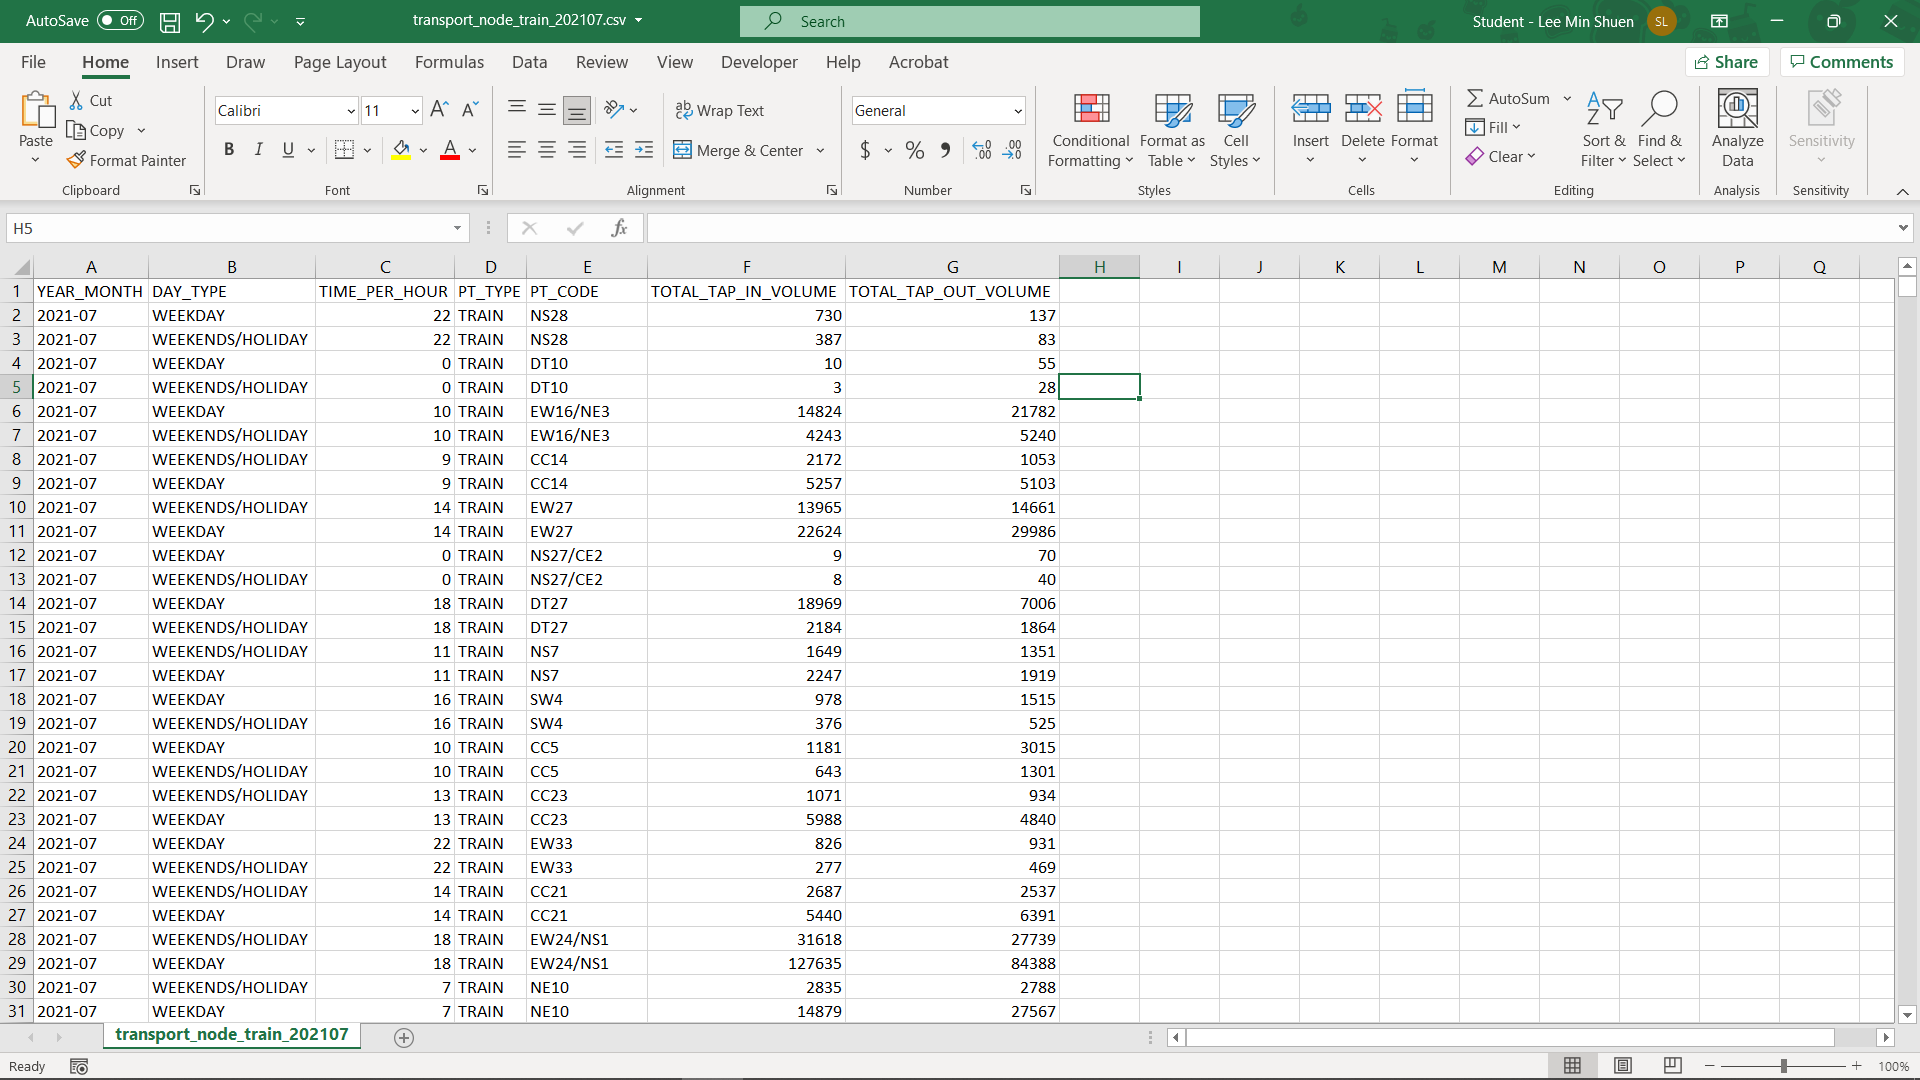 AutoSave Off transport_node_train_202107.csv Search Student - Lee Min Shuen SL
File Home Insert Draw Page Layout Formulas Data Review View Developer Help Acrobat Share Comments
Paste Cut Copy Format Painter Clipboard
Calibri 11 B I U A Font
Wrap Text Merge & Center Alignment
General $ % Number
Conditional Formatting Format as Table Cell Styles Styles
Insert Delete Format Cells
AutoSum Fill Clear Sort & Filter Find & Select Editing
Analyze Data Analysis
Sensitivity Sensitivity
H5 fx
A B C D E F G H I J K L M N O P Q
1 YEAR_MONTH DAY_TYPE TIME_PER_HOUR PT_TYPE PT_CODE TOTAL_TAP_IN_VOLUME TOTAL_TAP_OUT_VOLUME
2 2021-07 WEEKDAY 22 TRAIN NS28 730 137
3 2021-07 WEEKENDS/HOLIDAY 22 TRAIN NS28 387 83
4 2021-07 WEEKDAY 0 TRAIN DT10 10 55
5 2021-07 WEEKENDS/HOLIDAY 0 TRAIN DT10 3 28
6 2021-07 WEEKDAY 10 TRAIN EW16/NE3 14824 21782
7 2021-07 WEEKENDS/HOLIDAY 10 TRAIN EW16/NE3 4243 5240
8 2021-07 WEEKENDS/HOLIDAY 9 TRAIN CC14 2172 1053
9 2021-07 WEEKDAY 9 TRAIN CC14 5257 5103
10 2021-07 WEEKENDS/HOLIDAY 14 TRAIN EW27 13965 14661
11 2021-07 WEEKDAY 14 TRAIN EW27 22624 29986
12 2021-07 WEEKDAY 0 TRAIN NS27/CE2 9 70
13 2021-07 WEEKENDS/HOLIDAY 0 TRAIN NS27/CE2 8 40
14 2021-07 WEEKDAY 18 TRAIN DT27 18969 7006
15 2021-07 WEEKENDS/HOLIDAY 18 TRAIN DT27 2184 1864
16 2021-07 WEEKENDS/HOLIDAY 11 TRAIN NS7 1649 1351
17 2021-07 WEEKDAY 11 TRAIN NS7 2247 1919
18 2021-07 WEEKDAY 16 TRAIN SW4 978 1515
19 2021-07 WEEKENDS/HOLIDAY 16 TRAIN SW4 376 525
20 2021-07 WEEKDAY 10 TRAIN CC5 1181 3015
21 2021-07 WEEKENDS/HOLIDAY 10 TRAIN CC5 643 1301
22 2021-07 WEEKENDS/HOLIDAY 13 TRAIN CC23 1071 934
23 2021-07 WEEKDAY 13 TRAIN CC23 5988 4840
24 2021-07 WEEKDAY 22 TRAIN EW33 826 931
25 2021-07 WEEKENDS/HOLIDAY 22 TRAIN EW33 277 469
26 2021-07 WEEKENDS/HOLIDAY 14 TRAIN CC21 2687 2537
27 2021-07 WEEKDAY 14 TRAIN CC21 5440 6391
28 2021-07 WEEKENDS/HOLIDAY 18 TRAIN EW24/NS1 31618 27739
29 2021-07 WEEKDAY 18 TRAIN EW24/NS1 127635 84388
30 2021-07 WEEKENDS/HOLIDAY 7 TRAIN NE10 2835 2788
31 2021-07 WEEKDAY 7 TRAIN NE10 14879 27567
transport_node_train_202107
Ready 100%